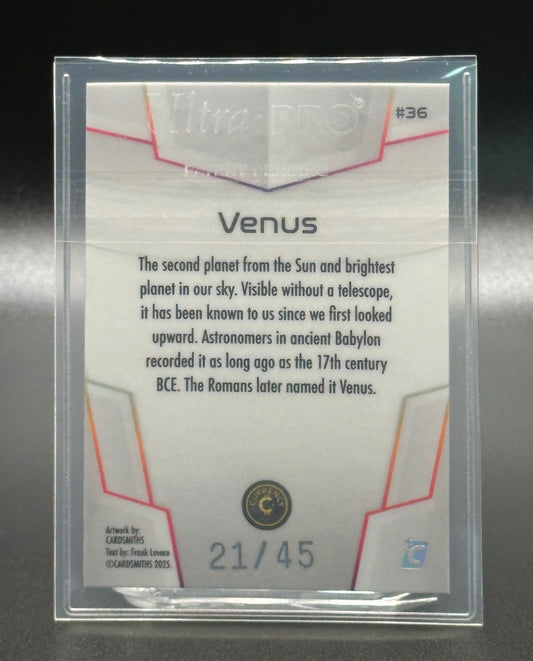 Ultra·PRO®
#36
PATENT PENDING
Venus
The second planet from the Sun and brightest
planet in our sky. Visible without a telescope,
it has been known to us since we first looked
upward. Astronomers in ancient Babylon
recorded it as long ago as the 17th century
BCE. The Romans later named it Venus.
CURRENCY
C
Artwork by:
CARDSMITHS
Text by: Frank Lovece
©CARDSMITHS 2025.
21/45
C